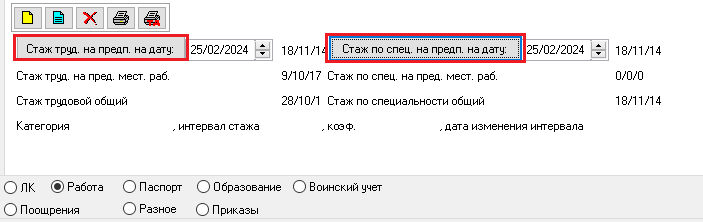 Стаж труд. на предп. на дату: 25/02/2024 18/11/14 Стаж по спец. на предп. на дату: 25/02/2024 18/11/14
Стаж труд. на пред. мест. раб. 9/10/17 Стаж по спец. на пред. мест. раб. 0/0/0
Стаж трудовой общий 28/10/1 Стаж по специальности общий 18/11/14
Категория , интервал стажа , коэф. , дата изменения интервала
ЛК Работа Паспорт Образование Воинский учет
Поощрения Разное Приказы